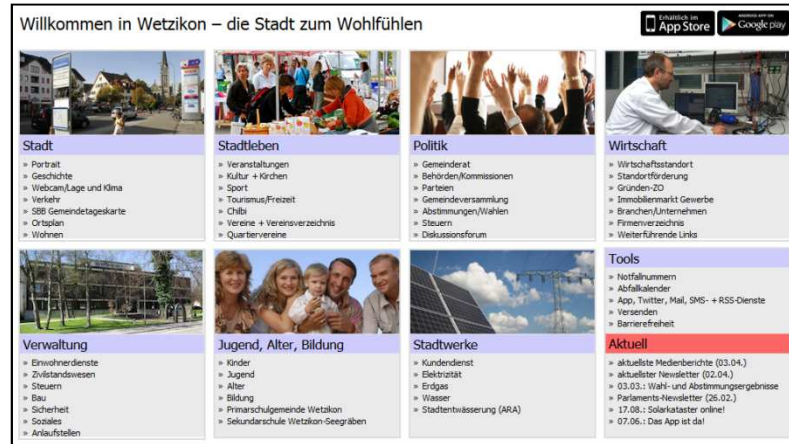 Willkommen in Wetzikon – die Stadt zum Wohlfühlen
Erhältlich im
App Store
ANDROID APP ON
Google play
Stadt
» Portrait
» Geschichte
» Webcam/Lage und Klima
» Verkehr
» SBB Gemeindetageskarte
» Ortsplan
» Wohnen
Stadtleben
» Veranstaltungen
» Kultur + Kirchen
» Sport
» Tourismus/Freizeit
» Chilbi
» Vereine + Vereinsverzeichnis
» Quartiervereine
Politik
» Gemeinderat
» Behörden/Kommissionen
» Parteien
» Gemeindeversammlung
» Abstimmungen/Wahlen
» Steuern
» Diskussionsforum
Wirtschaft
» Wirtschaftsstandort
» Standortförderung
» Gründen-ZO
» Immobilienmarkt Gewerbe
» Branchen/Unternehmen
» Firmenverzeichnis
» Weiterführende Links
Verwaltung
» Einwohnerdienste
» Zivilstandswesen
» Steuern
» Bau
» Sicherheit
» Soziales
» Anlaufstellen
Jugend, Alter, Bildung
» Kinder
» Jugend
» Alter
» Bildung
» Primarschulgemeinde Wetzikon
» Sekundarschule Wetzikon-Seegräben
Stadtwerke
» Kundendienst
» Elektrizität
» Erdgas
» Wasser
» Stadtentwässerung (ARA)
Tools
» Notfallnummern
» Abfallkalender
» App, Twitter, Mail, SMS- + RSS-Dienste
» Versenden
» Barrierefreiheit
Aktuell
» aktuellste Medienberichte (03.04.)
» aktuellster Newsletter (02.04.)
» 03.03.: Wahl- und Abstimmungsergebnisse
» Parlaments-Newsletter (26.02.)
» 17.08.: Solarkataster online!
» 07.06.: Das App ist da!